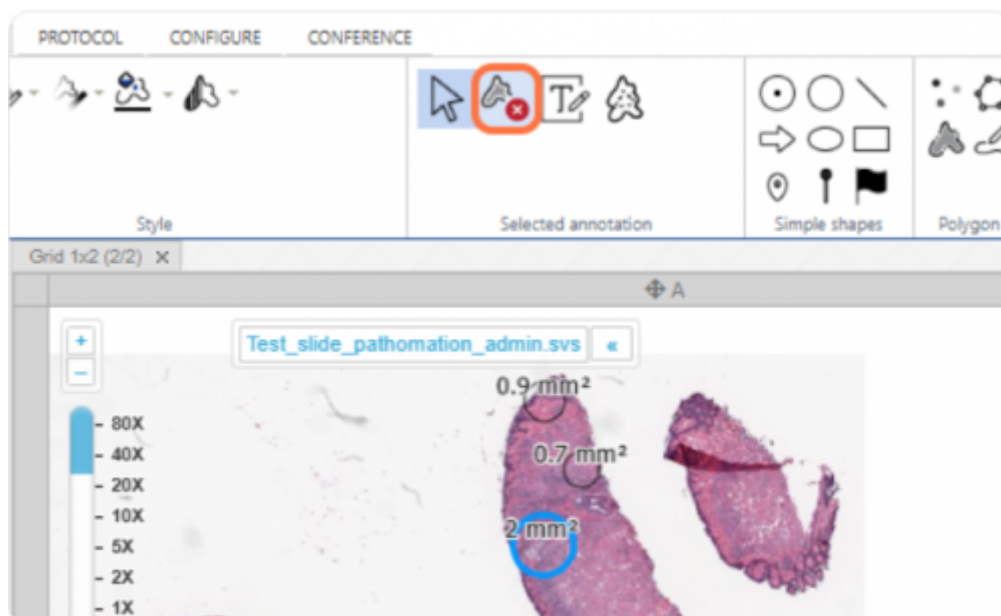 PROTOCOL CONFIGURE CONFERENCE
Style
Selected annotation
Simple shapes
Polygon
Grid 1x2 (2/2) ×
A
+
Test_slide_pathomation_admin.svs «
–
0.9 mm²
80X
40X
0.7 mm²
20X
10X
2 mm²
5X
2X
1X